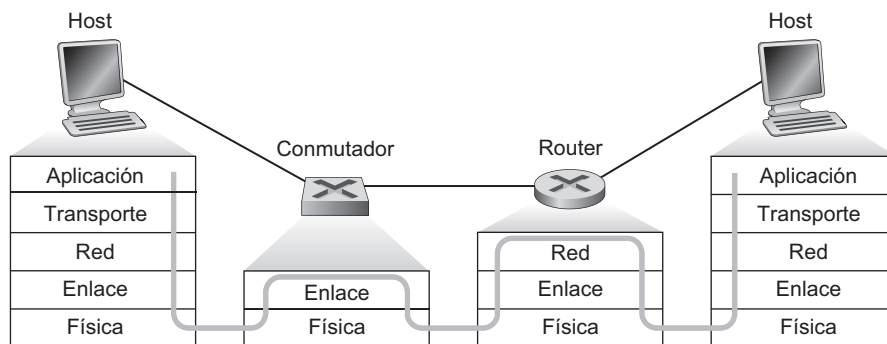 Host
Host
Conmutador
Router
Aplicación
Transporte
Red
Enlace
Física
Enlace
Física
Red
Enlace
Física
Aplicación
Transporte
Red
Enlace
Física